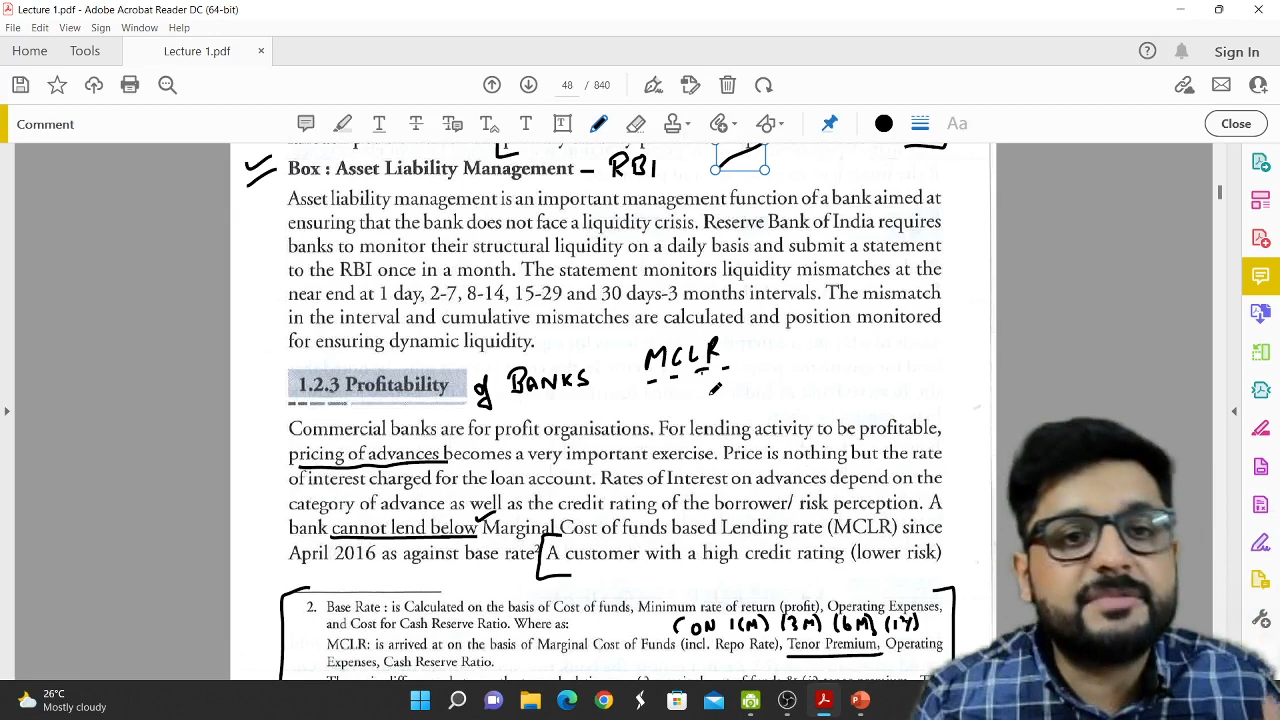 Lecture 1.pdf - Adobe Acrobat Reader DC (64-bit)
File Edit View Sign Window Help
Home Tools Lecture 1.pdf × Sign In
48 / 840
Comment Aa Close
Box : Asset Liability Management – RBI
Asset liability management is an important management function of a bank aimed at
ensuring that the bank does not face a liquidity crisis. Reserve Bank of India requires
banks to monitor their structural liquidity on a daily basis and submit a statement
to the RBI once in a month. The statement monitors liquidity mismatches at the
near end at 1 day, 2-7, 8-14, 15-29 and 30 days-3 months intervals. The mismatch
in the interval and cumulative mismatches are calculated and position monitored
for ensuring dynamic liquidity.
MCLR
1.2.3 Profitability of BANKS
Commercial banks are for profit organisations. For lending activity to be profitable,
pricing of advances becomes a very important exercise. Price is nothing but the rate
of interest charged for the loan account. Rates of Interest on advances depend on the
category of advance as well as the credit rating of the borrower/ risk perception. A
bank cannot lend below Marginal Cost of funds based Lending rate (MCLR) since
April 2016 as against base rate² A customer with a high credit rating (lower risk)
2. Base Rate : is Calculated on the basis of Cost of funds, Minimum rate of return (profit), Operating Expenses,
and Cost for Cash Reserve Ratio. Where as:
(ON 1(M) (3M) (6M) (1Y)
MCLR: is arrived at on the basis of Marginal Cost of Funds (incl. Repo Rate), Tenor Premium, Operating
Expenses, Cash Reserve Ratio.
26°C
Mostly cloudy